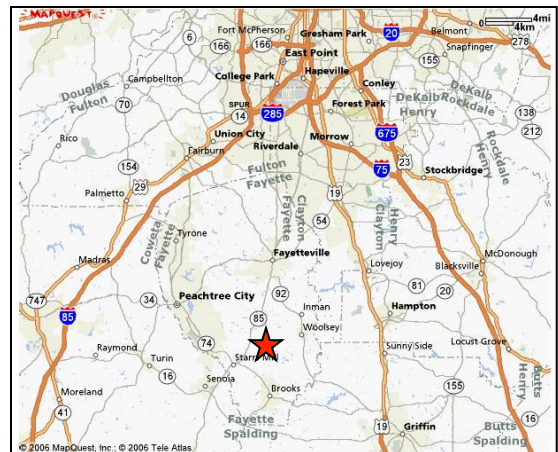 MAPQUEST
0 4mi
4km
Fort McPherson
Gresham Park
20
Belmont
278
6
166
166
Snapfinger
East Point
155
College Park
Hapeville
Conley
Campbellton
Douglas
Fulton
DeKalb
Henry
DeKalb
Rockdale
70
SPUR
14
285
Forest Park
138
Rico
Union City
Morrow
675
212
Riverdale
Rockdale
Henry
154
Fairburn
Fulton
Fayette
23
75
Stockbridge
29
19
Palmetto
Clayton
Fayette
54
Henry
Clayton
Coweta
Fayette
Tyrone
Madras
Fayetteville
Lovejoy
McDonough
Blacksville
747
34
92
81
20
Peachtree City
Inman
Hampton
85
85
Woolsey
74
Raymond
Turin
Starrs Mill
Sunny Side
Locust Grove
16
Senoia
Brooks
155
Butts
Henry
Moreland
41
Fayette
Spalding
19
Griffin
Butts
Spalding
16
© 2006 MapQuest, Inc.; © 2006 Tele Atlas